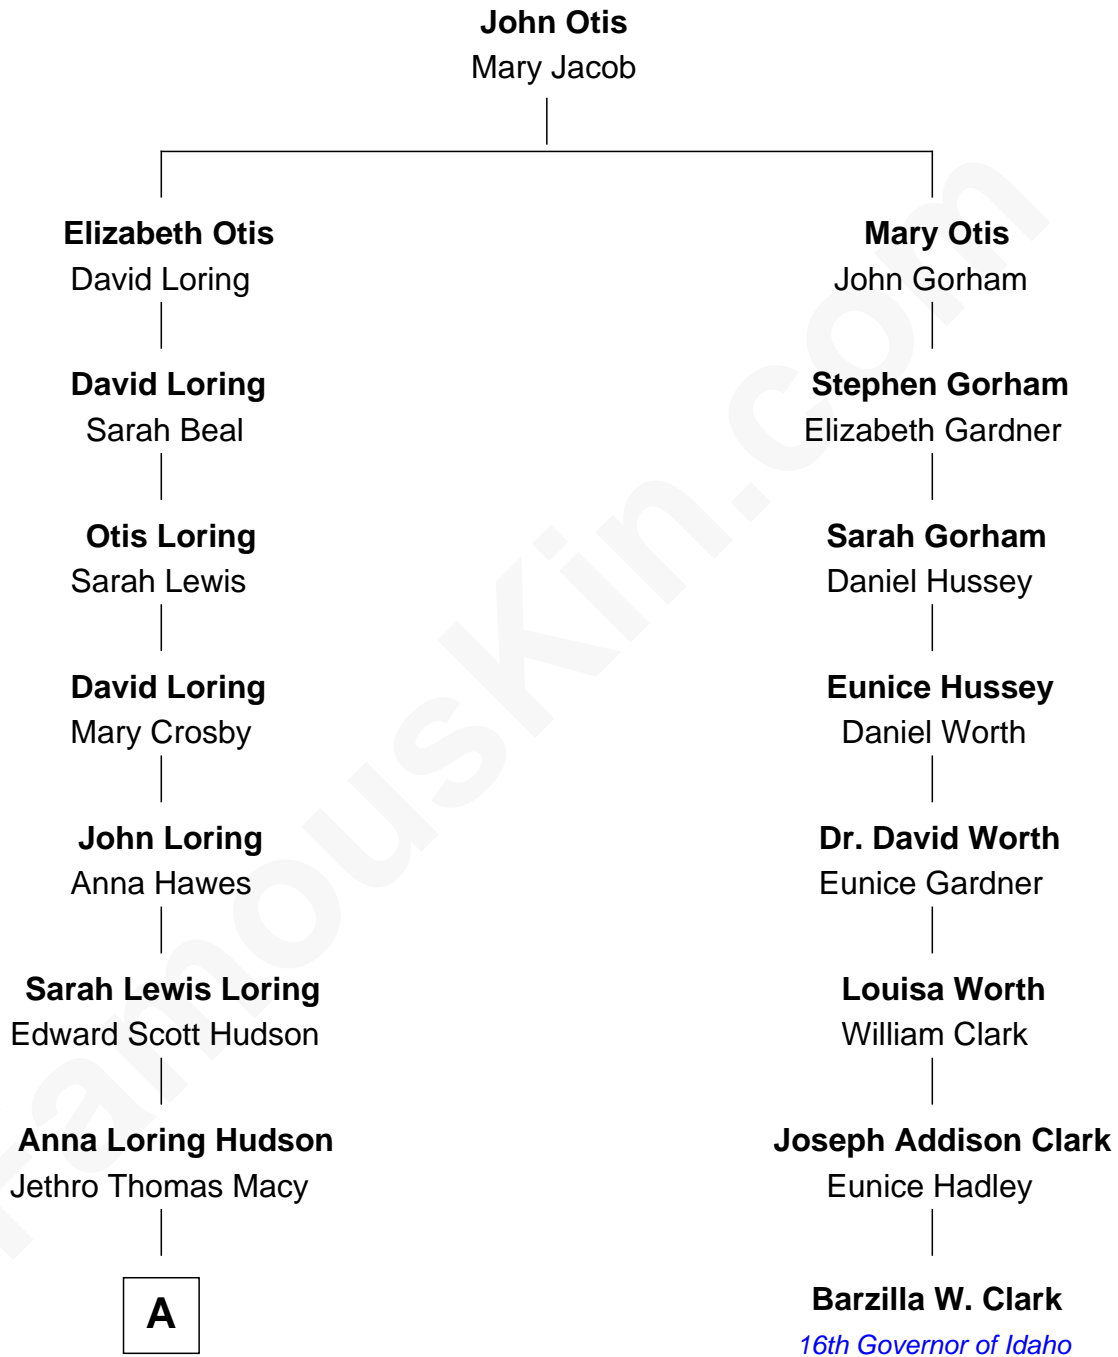 John Otis
Mary Jacob
Elizabeth Otis
David Loring
Mary Otis
John Gorham
David Loring
Sarah Beal
Stephen Gorham
Elizabeth Gardner
Otis Loring
Sarah Lewis
Sarah Gorham
Daniel Hussey
David Loring
Mary Crosby
Eunice Hussey
Daniel Worth
John Loring
Anna Hawes
Dr. David Worth
Eunice Gardner
Sarah Lewis Loring
Edward Scott Hudson
Louisa Worth
William Clark
Anna Loring Hudson
Jethro Thomas Macy
Joseph Addison Clark
Eunice Hadley
A
Barzilla W. Clark
16th Governor of Idaho
FamousKin.com